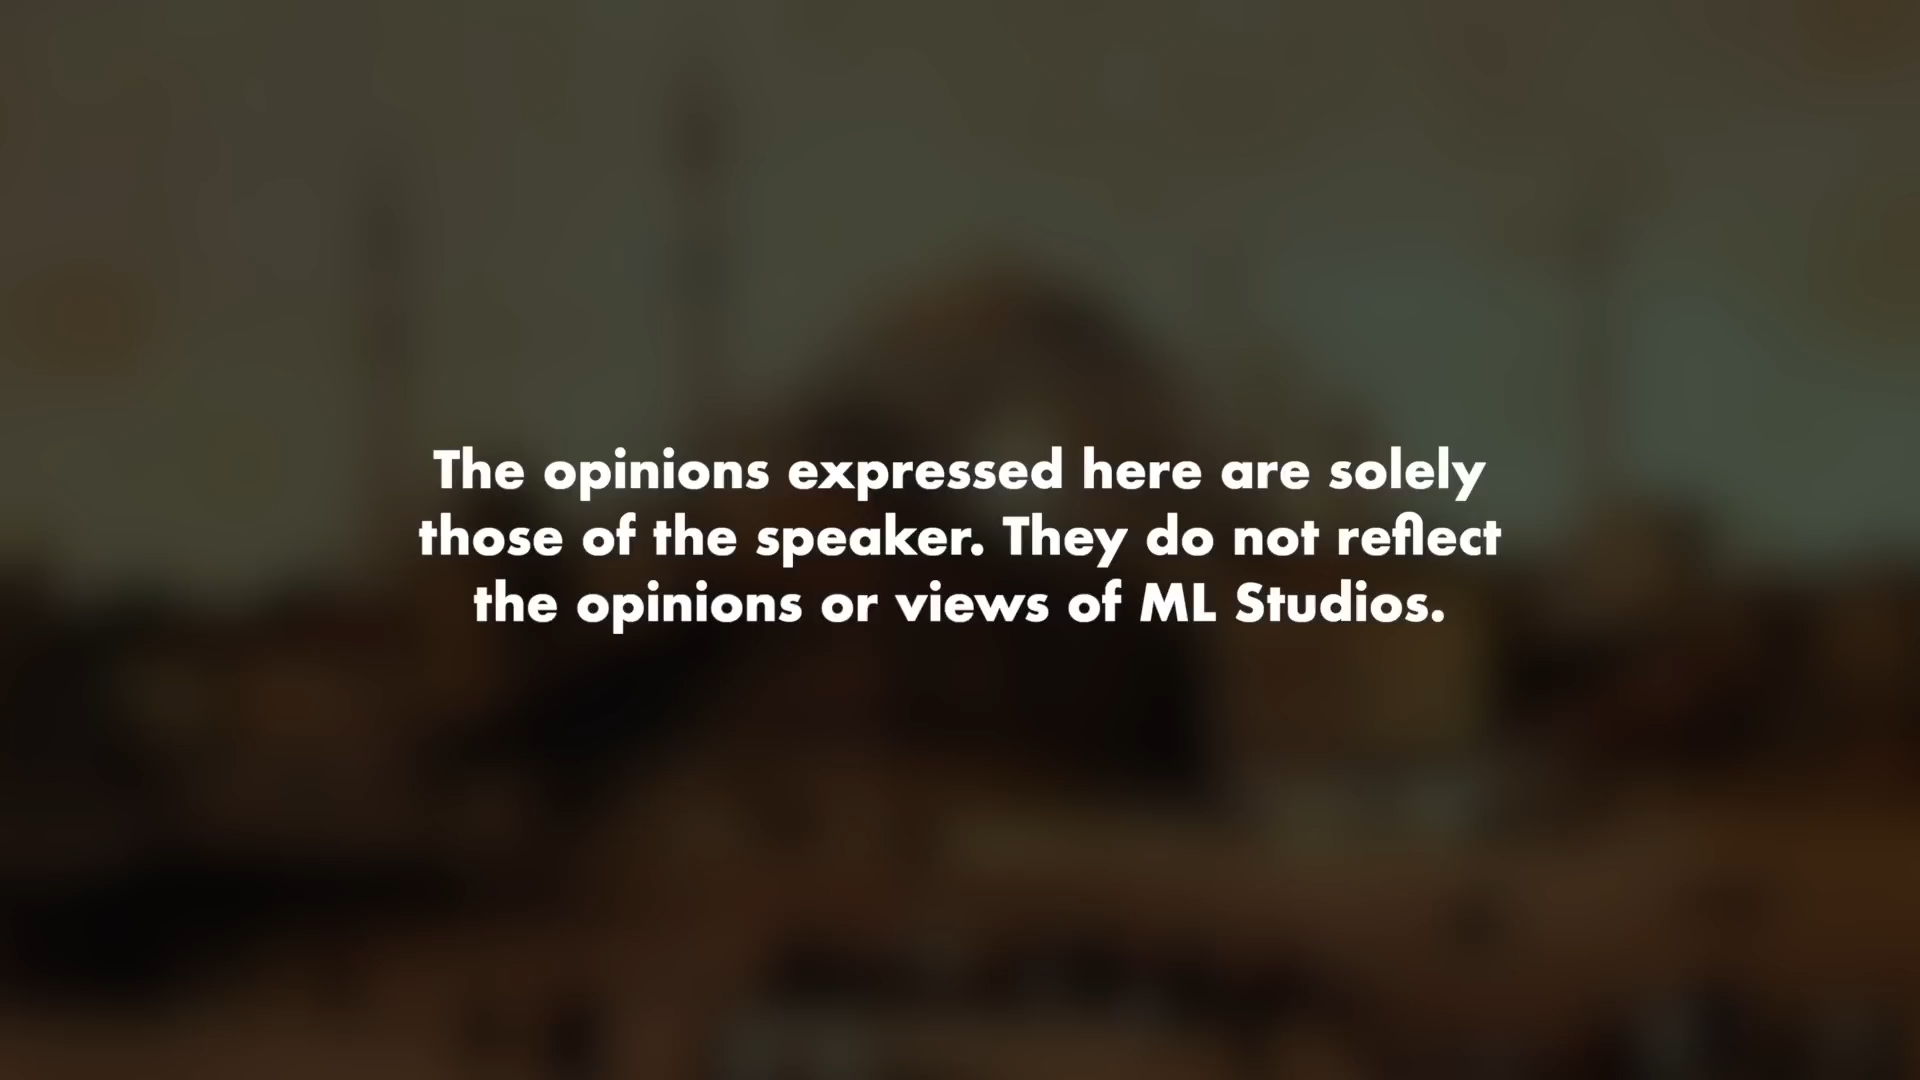 The opinions expressed here are solely
those of the speaker. They do not reflect
the opinions or views of ML Studios.